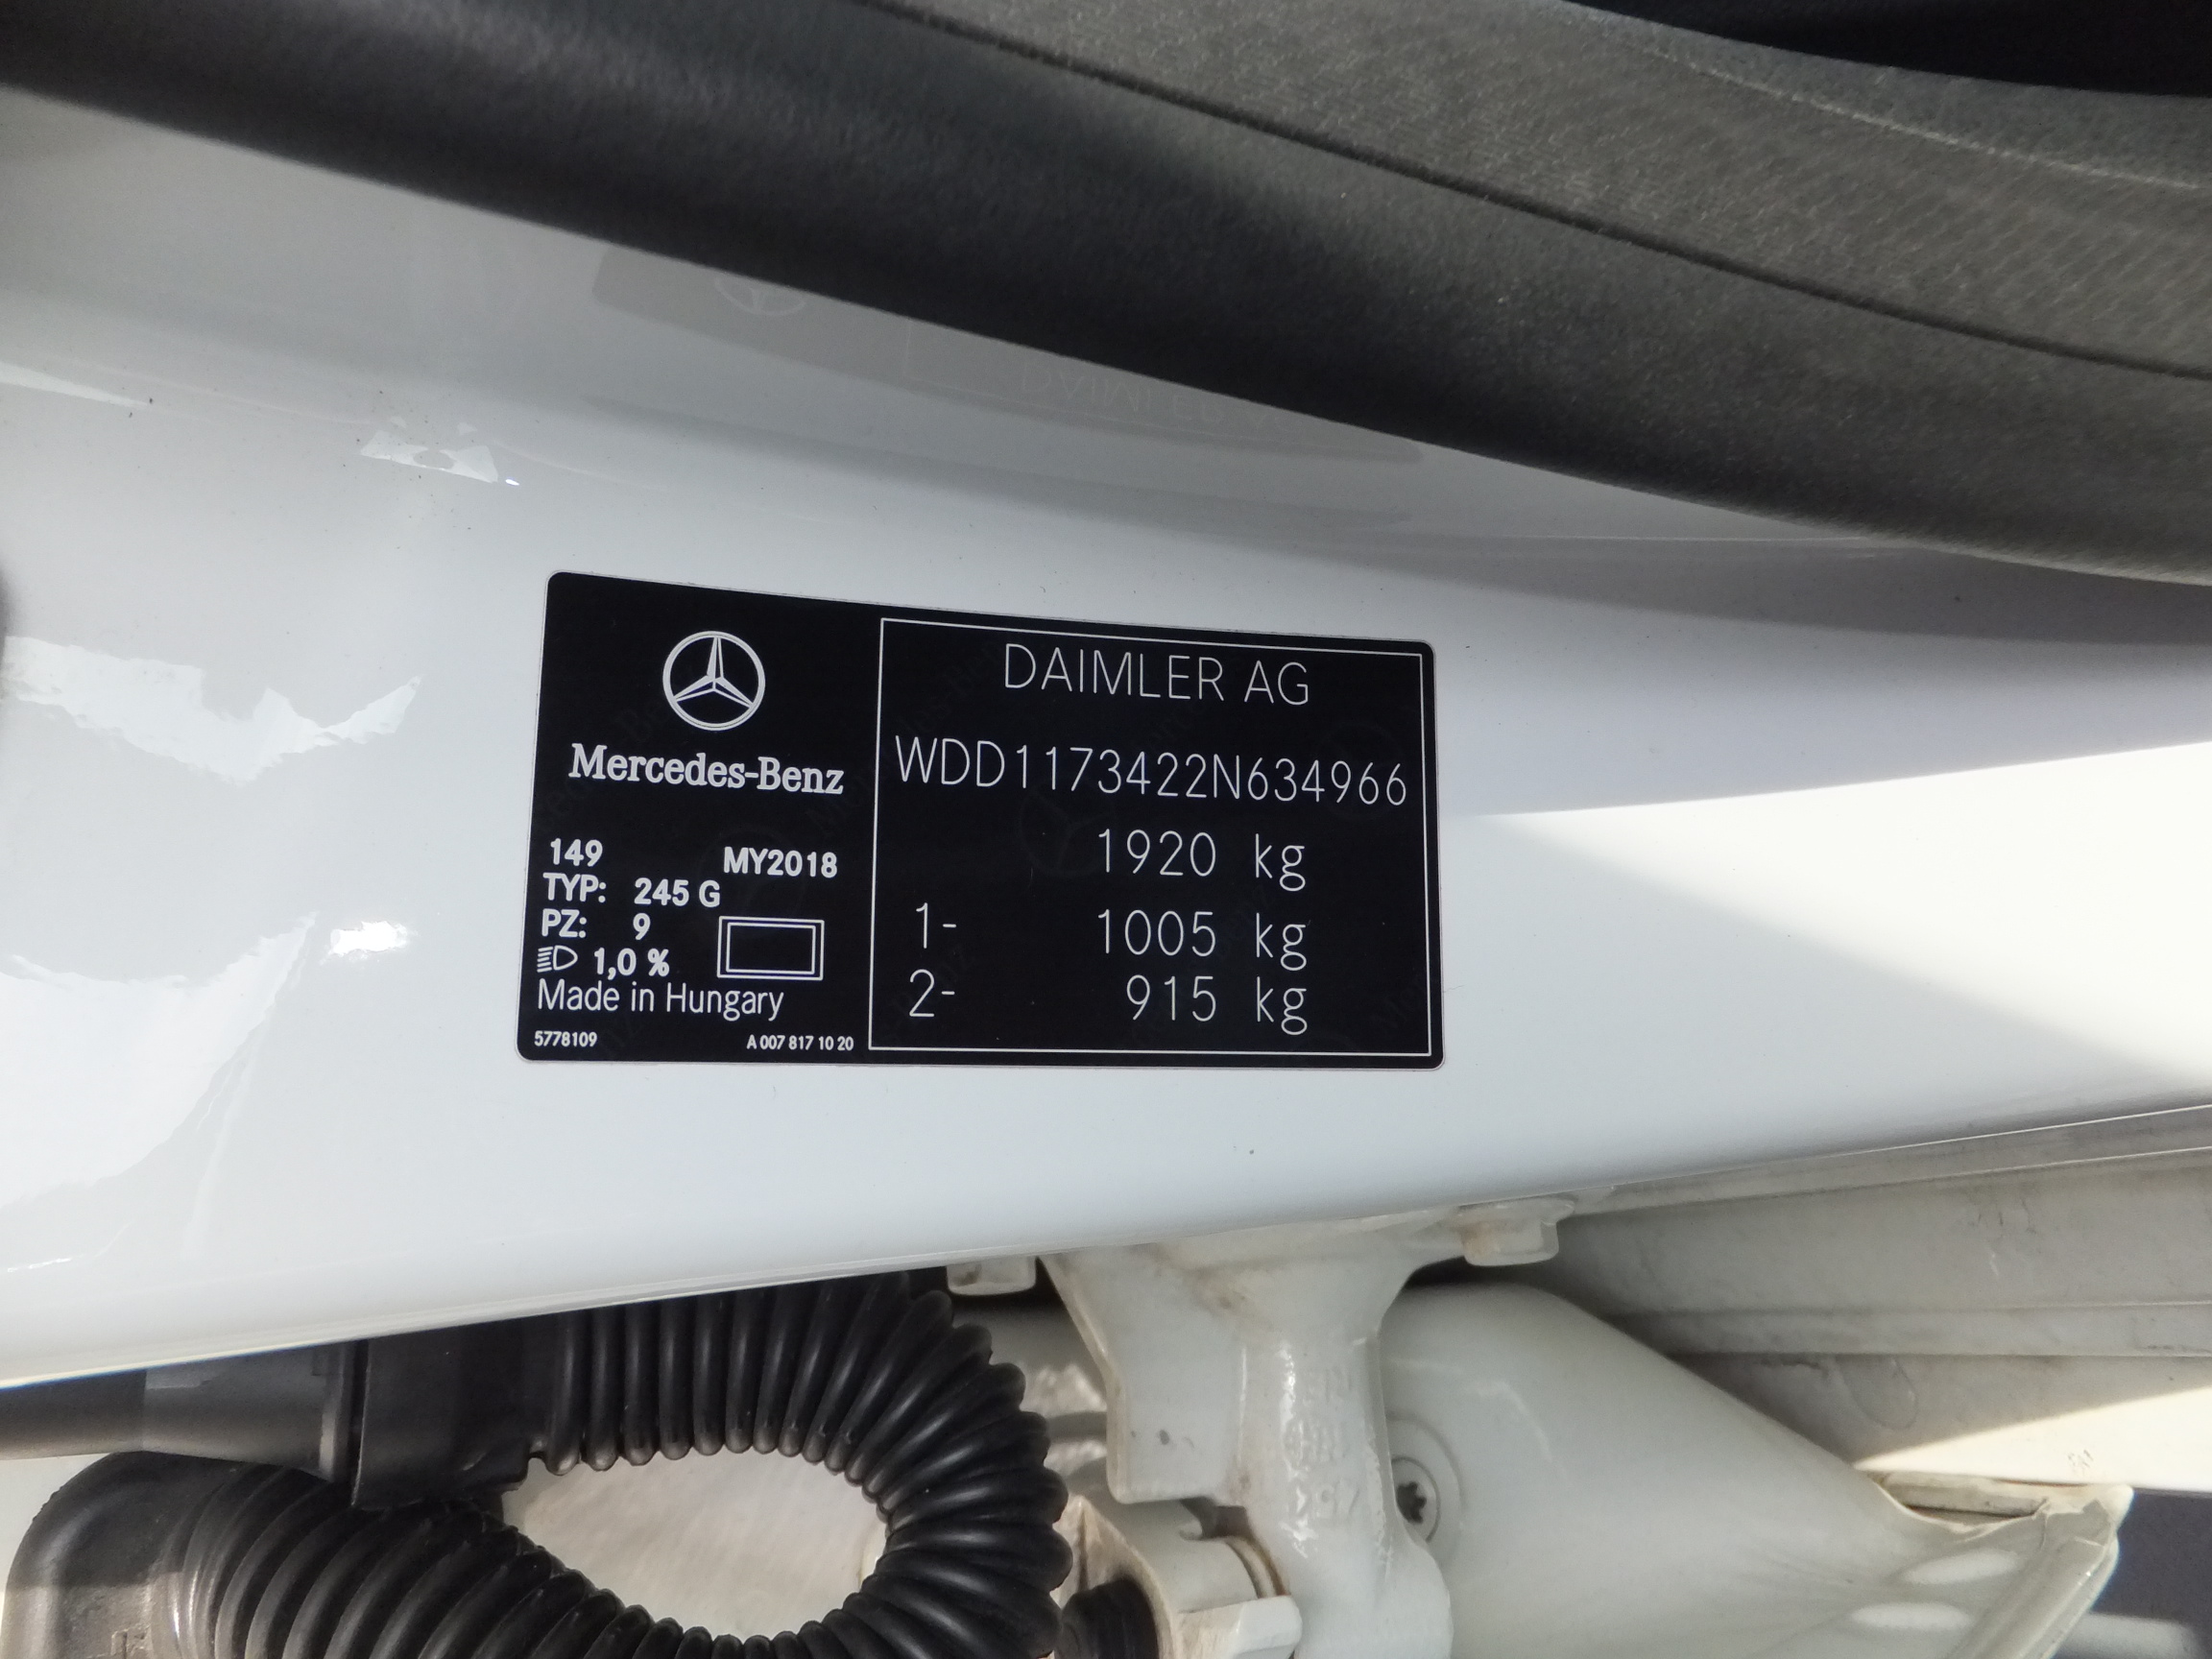 Mercedes-Benz
149 MY2018
TYP: 245 G
PZ: 9
1,0 %
Made in Hungary
5778109 A 007 817 10 20
DAIMLER AG
WDD1173422N634966
1920 kg
1- 1005 kg
2- 915 kg